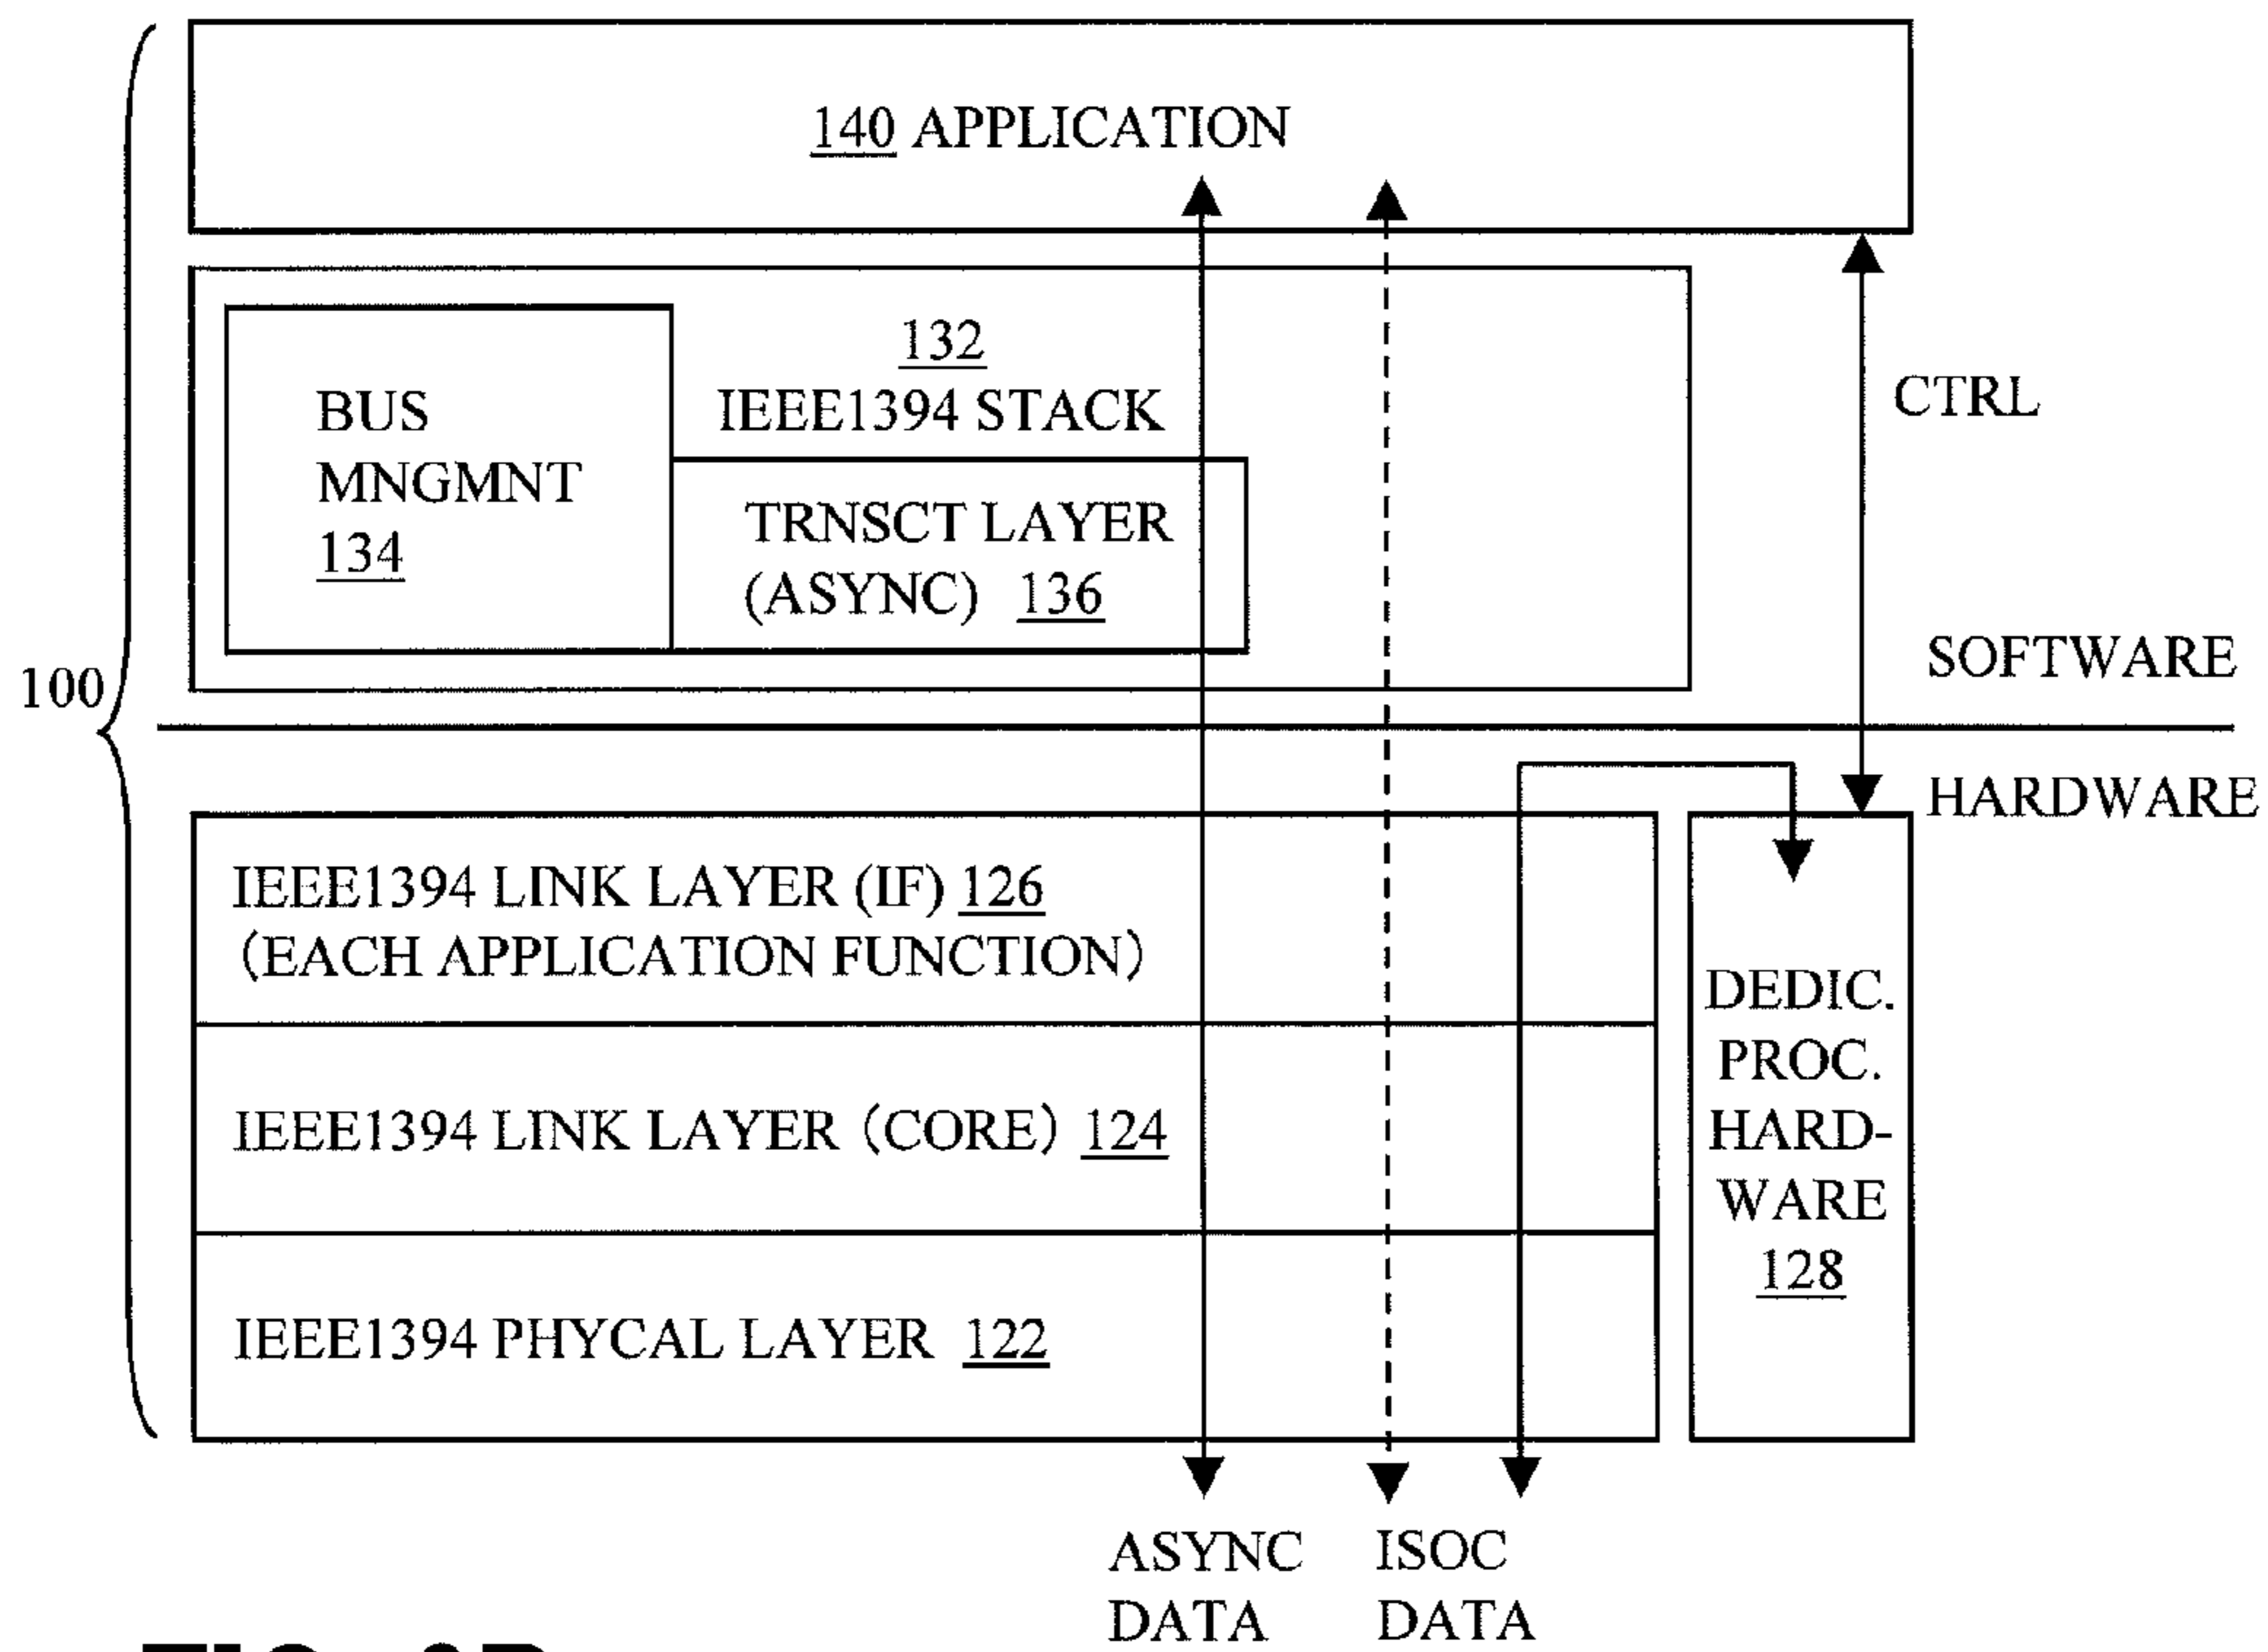 140 APPLICATION
132
IEEE1394 STACK
BUS
MNGMNT
134
TRNSCT LAYER
(ASYNC) 136
CTRL
100
SOFTWARE
HARDWARE
IEEE1394 LINK LAYER (IF) 126
(EACH APPLICATION FUNCTION)
IEEE1394 LINK LAYER (CORE) 124
IEEE1394 PHYCAL LAYER 122
DEDIC.
PROC.
HARD-
WARE
128
ASYNC
DATA
ISOC
DATA